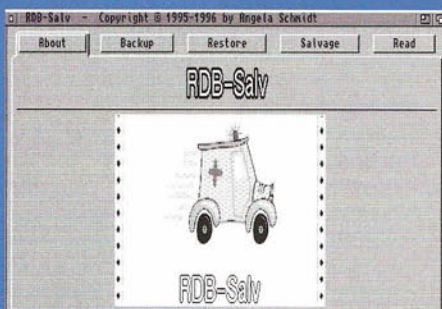 RDB-Salv - Copyright © 1995-1996 by Angela Schmidt
About Backup Restore Salvage Read
RDB-Salv
RDB-Salv